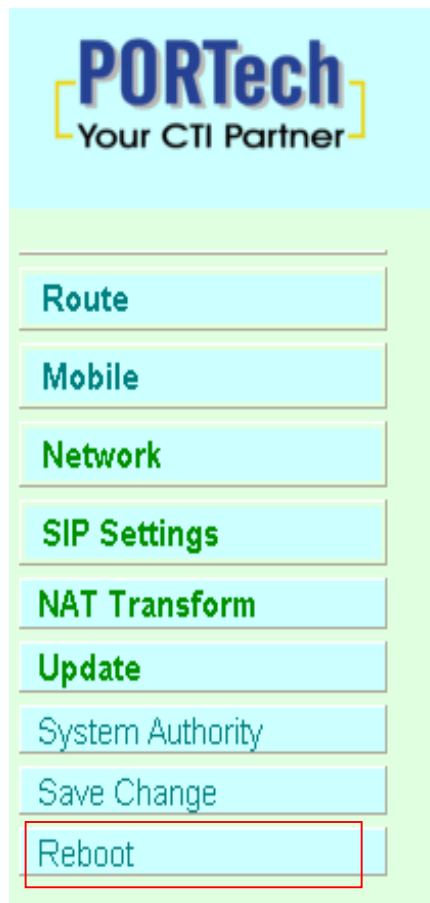 PORTech
Your CTI Partner
Route
Mobile
Network
SIP Settings
NAT Transform
Update
System Authority
Save Change
Reboot